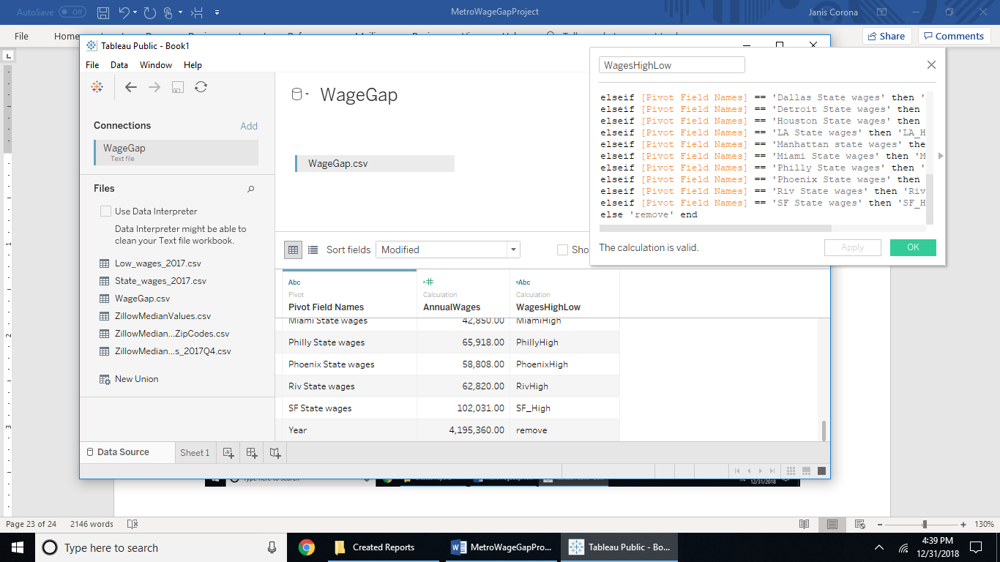 AutoSave Off
MetroWageGapProject
Janis Corona
File
Home
Share
Comments
Tableau Public - Book1
File Data Window Help
WageGap
Connections
Add
WageGap
Text file
WageGap.csv
Files
Use Data Interpreter
Data Interpreter might be able to
clean your Text file workbook.
Low_wages_2017.csv
State_wages_2017.csv
WageGap.csv
ZillowMedianValues.csv
ZillowMedian...ZipCodes.csv
ZillowMedian...s_2017Q4.csv
New Union
WagesHighLow
elseif [Pivot Field Names] == 'Dallas State wages' then '
elseif [Pivot Field Names] == 'Detroit State wages' then
elseif [Pivot Field Names] == 'Houston State wages' then
elseif [Pivot Field Names] == 'LA State wages' then 'LA_H
elseif [Pivot Field Names] == 'Manhattan state wages' the
elseif [Pivot Field Names] == 'Miami State wages' then 'M
elseif [Pivot Field Names] == 'Philly State wages' then '
elseif [Pivot Field Names] == 'Phoenix State wages' then
elseif [Pivot Field Names] == 'Riv State wages' then 'Riv
elseif [Pivot Field Names] == 'SF State wages' then 'SF_H
else 'remove' end
The calculation is valid.
Apply
OK
Sort fields Modified Sho
Abc =# =Abc
Pivot Calculation Calculation
Pivot Field Names AnnualWages WagesHighLow
Miami State wages 42,850.00 MiamiHigh
Philly State wages 65,918.00 PhillyHigh
Phoenix State wages 58,808.00 PhoenixHigh
Riv State wages 62,820.00 RivHigh
SF State wages 102,031.00 SF_High
Year 4,195,360.00 remove
Data Source Sheet 1
12/31/2018
Page 23 of 24 2146 words
130%
Type here to search
Created Reports
MetroWageGapPro...
Tableau Public - Bo...
4:39 PM
12/31/2018